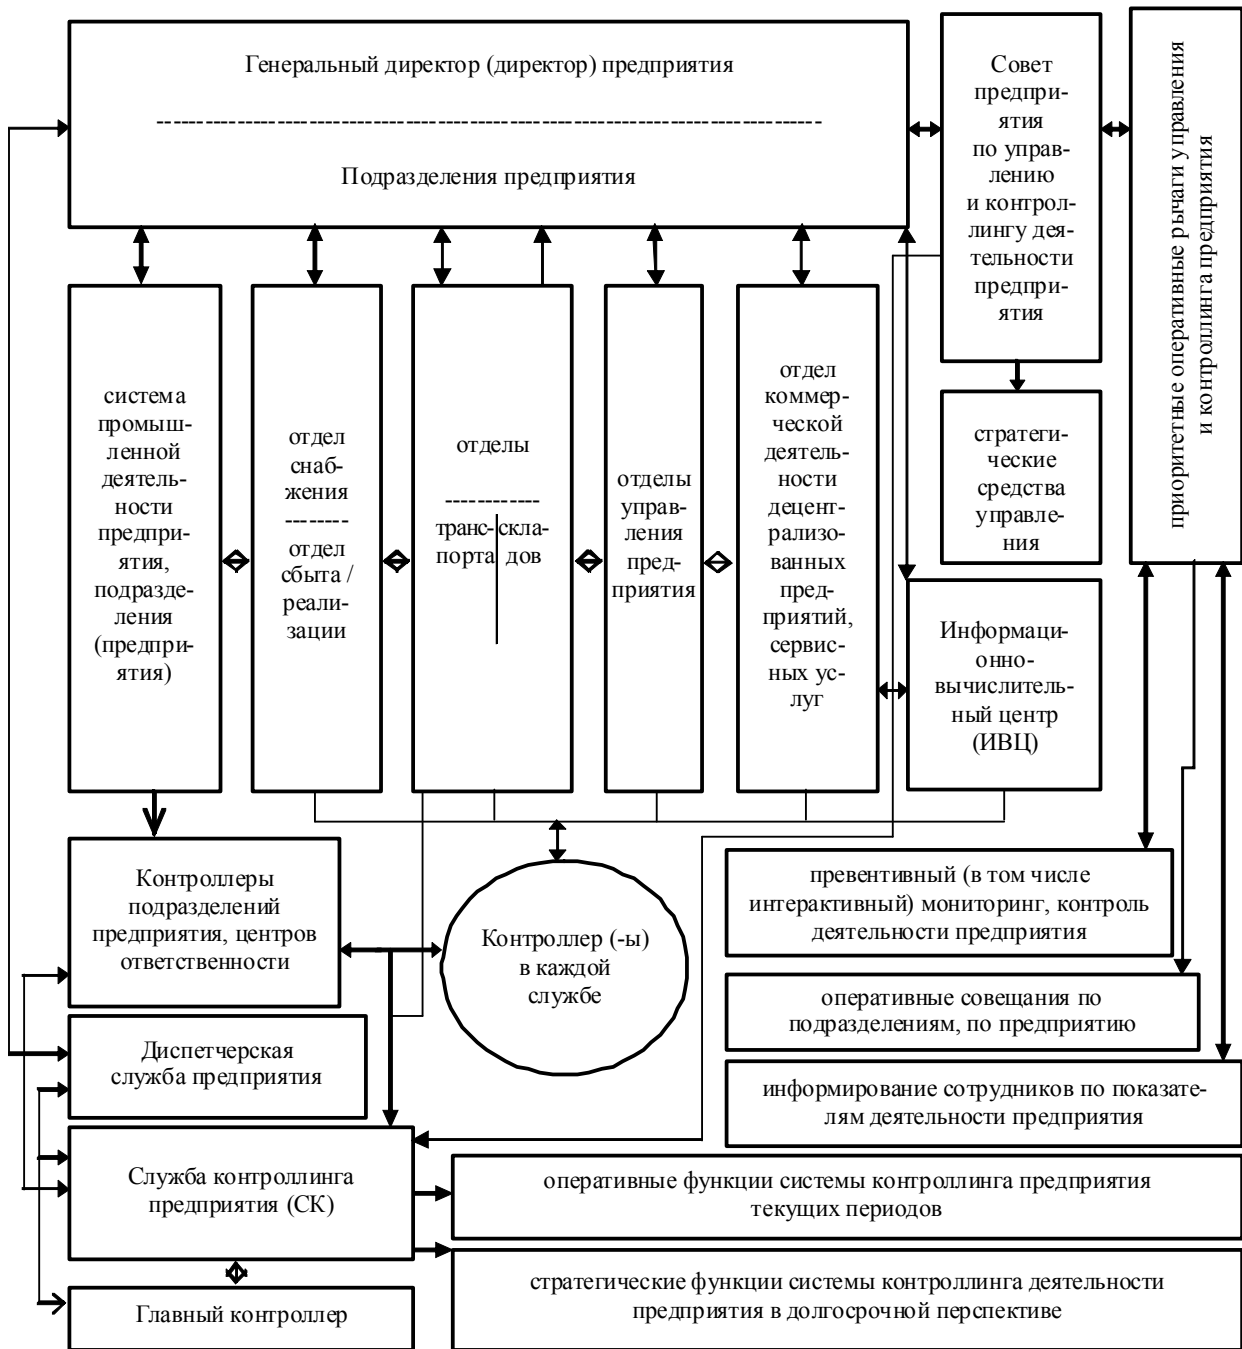 Генеральный директор (директор) предприятия
Подразделения предприятия
Совет
предпри-
ятия
по управ-
лению
и контрол-
лингу дея-
тельности
предпри-
ятия
приоритетные оперативные рычаги управления
и контроллинга предприятия
система
промыш-
ленной
деятель-
ности
предпри-
ятия,
подразде-
ления
(предпри-
ятия)
отдел
снаб-
жения
отдел
сбыта /
реали-
зации
отделы
транс-
порта
скла-
дов
отделы
управ-
ления
пред-
приятия
отдел
коммер-
ческой
деятель-
ности
децент-
рализо-
ванных
пред-
приятий,
сервис-
ных ус-
луг
стратеги-
ческие
средства
управле-
ния
Информаци-
онно-
вычислитель-
ный центр
(ИВЦ)
Контроллеры
подразделений
предприятия, центров
ответственности
Контроллер (-ы)
в каждой
службе
превентивный (в том числе
интерактивный) мониторинг, контроль
деятельности предприятия
оперативные совещания по
подразделениям, по предприятию
Диспетчерская
служба предприятия
информирование сотрудников по показате-
лям деятельности предприятия
Служба контроллинга
предприятия (СК)
оперативные функции системы контроллинга предприятия
текущих периодов
стратегические функции системы контроллинга деятельности
предприятия в долгосрочной перспективе
Главный контроллер